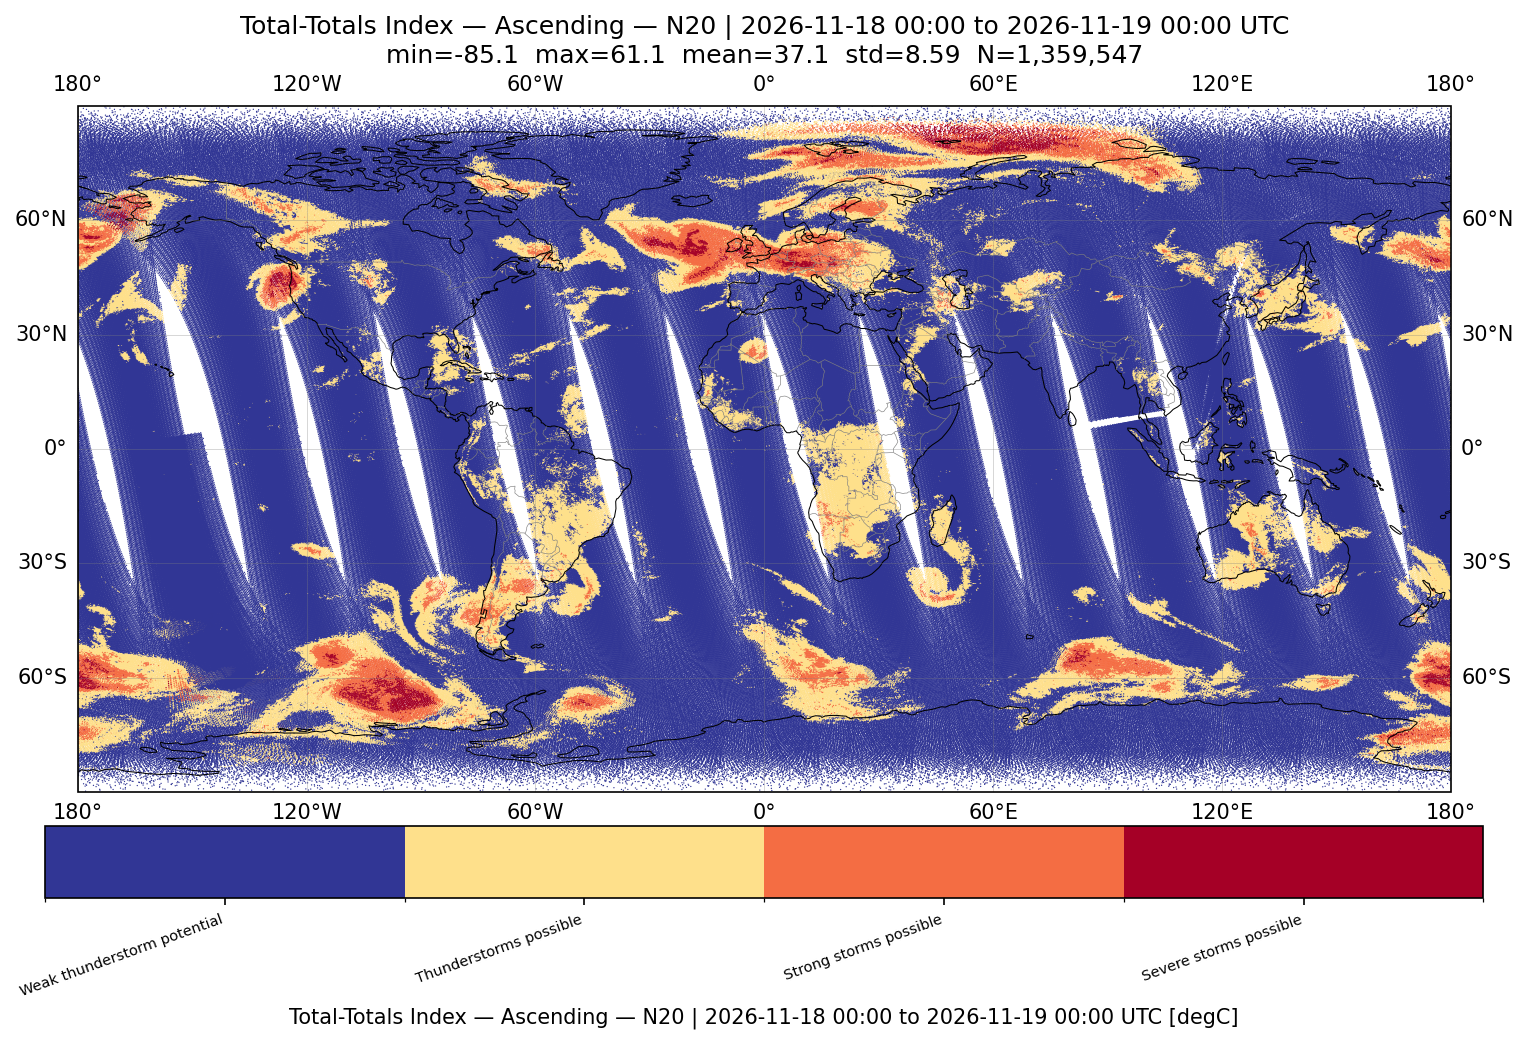 Total-Totals Index — Ascending — N20 | 2026-11-18 00:00 to 2026-11-19 00:00 UTC
min=-85.1 max=61.1 mean=37.1 std=8.59 N=1,359,547
180° 120°W 60°W 0° 60°E 120°E 180°
60°N 60°N
30°N 30°N
0° 0°
30°S 30°S
60°S 60°S
180° 120°W 60°W 0° 60°E 120°E 180°
Weak thunderstorm potential Thunderstorms possible Strong storms possible Severe storms possible
Total-Totals Index — Ascending — N20 | 2026-11-18 00:00 to 2026-11-19 00:00 UTC [degC]